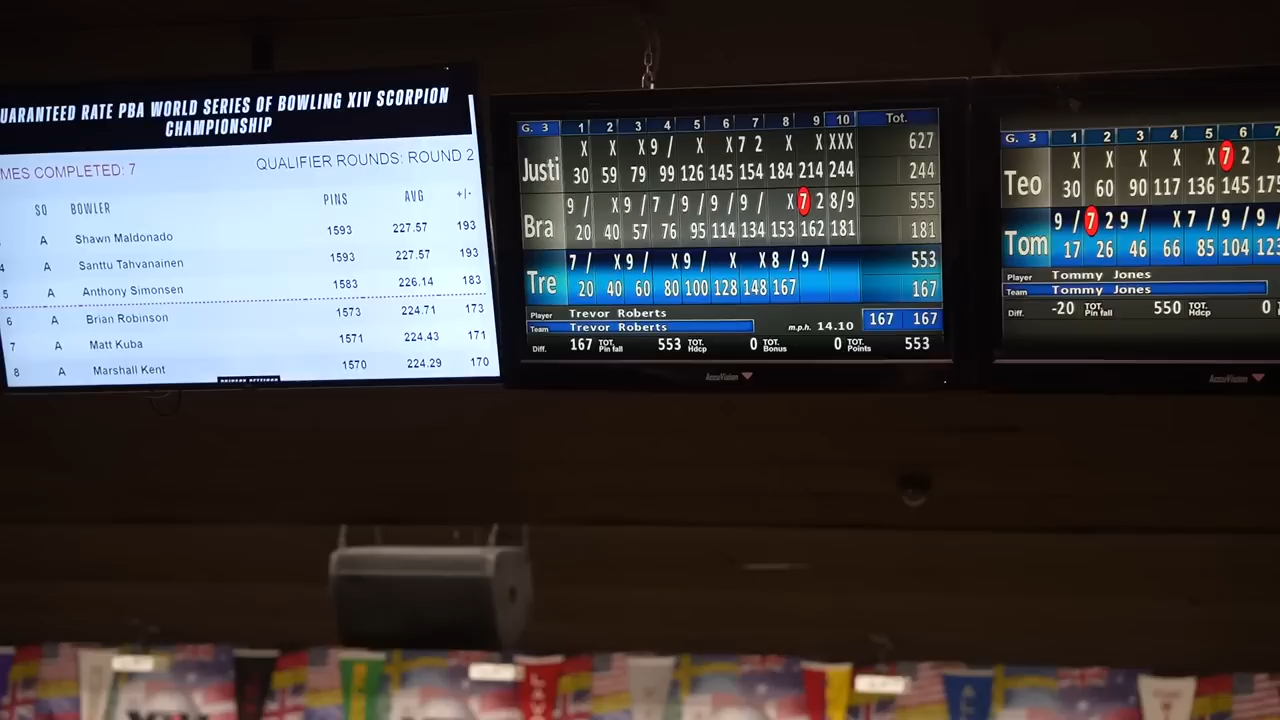 UARANTEED RATE PBA WORLD SERIES OF BOWLING XIV SCORPION
CHAMPIONSHIP
MES COMPLETED: 7
QUALIFIER ROUNDS: ROUND 2
SQ BOWLER PINS AVG +/-
A Shawn Maldonado 1593 227.57 193
4 A Santtu Tahvanainen 1593 227.57 193
5 A Anthony Simonsen 1583 226.14 183
6 A Brian Robinson 1573 224.71 173
7 A Matt Kuba 1571 224.43 171
8 A Marshall Kent 1570 224.29 170
G. 3 1 2 3 4 5 6 7 8 9 10 Tot.
Justi X X X 9 / X X 7 2 X X XXX 627
30 59 79 99 126 145 154 184 214 244 244
Bra 9 / X 9 / 7 / 9 / 9 / 9 / X 7 2 8/9 555
20 40 57 76 95 114 134 153 162 181 181
Tre 7 / X 9 / X 9 / X X 8 / 9 / 553
20 40 60 80 100 128 148 167 167
Player Trevor Roberts
Team Trevor Roberts m.p.h. 14.10 167 167
Diff. 167 TOT. Pin fall 553 TOT. Hdcp 0 TOT. Bonus 0 TOT. Points 553
AccuVision
G. 3 1 2 3 4 5 6 7
Teo X X X X X 7 2
30 60 90 117 136 145 175
Tom 9 / 7 2 9 / X 7 / 9 / 9 /
17 26 46 66 85 104 123
Player Tommy Jones
Team Tommy Jones
Diff. -20 TOT. Pin fall 550 TOT. Hdcp 0
AccuVision